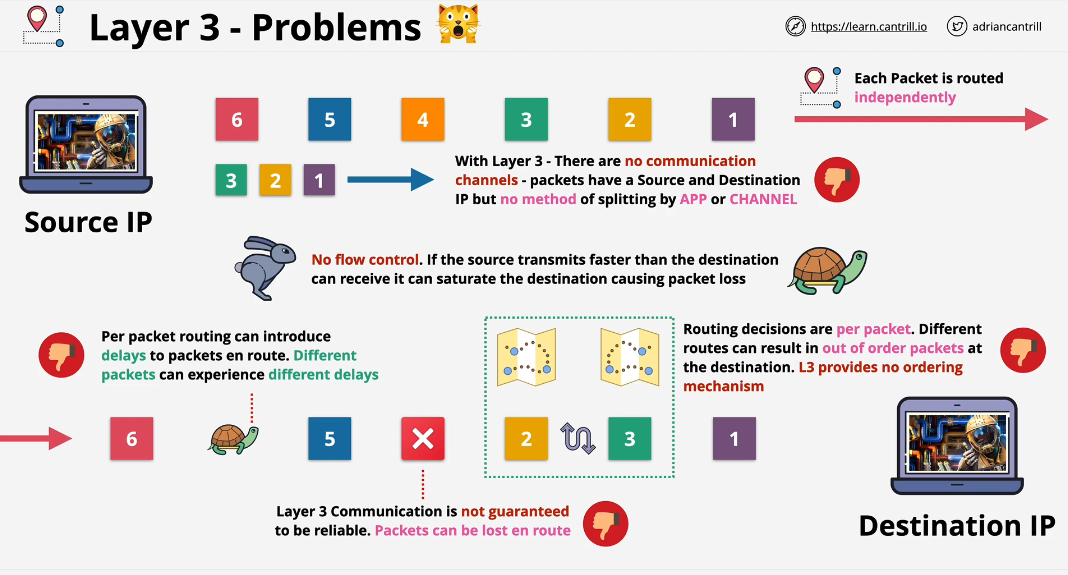 Layer 3 - Problems
https://learn.cantrill.io
adriancantrill
Each Packet is routed
independently
6 5 4 3 2 1
3 2 1
With Layer 3 - There are no communication
channels - packets have a Source and Destination
IP but no method of splitting by APP or CHANNEL
Source IP
No flow control. If the source transmits faster than the destination
can receive it can saturate the destination causing packet loss
Per packet routing can introduce
delays to packets en route. Different
packets can experience different delays
Routing decisions are per packet. Different
routes can result in out of order packets at
the destination. L3 provides no ordering
mechanism
6 5 2 3 1
Layer 3 Communication is not guaranteed
to be reliable. Packets can be lost en route
Destination IP